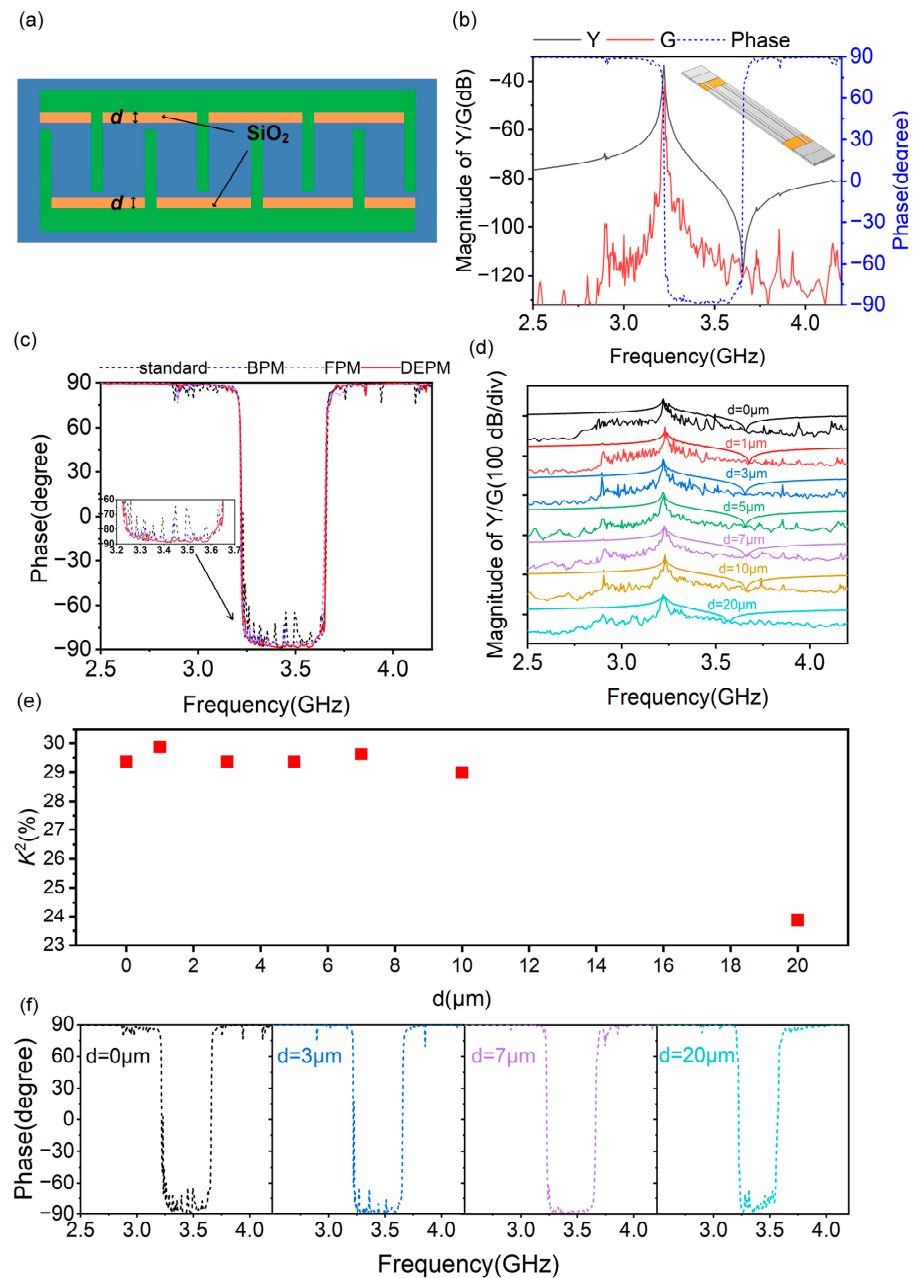 (a)
d
SiO2
d
(b)
Y G Phase
−40
−60
−80
−100
−120
Magnitude of Y/G(dB)
90
60
30
0
−30
−60
−90
Phase(degree)
2.5 3.0 3.5 4.0
Frequency(GHz)
(c)
standard BPM FPM DEPM
90
60
30
0
−30
−60
−90
Phase(degree)
−60
−70
−80
−90
3.2 3.3 3.4 3.5 3.6 3.7
2.5 3.0 3.5 4.0
Frequency(GHz)
(d)
Magnitude of Y/G(100 dB/div)
d=0μm
d=1μm
d=3μm
d=5μm
d=7μm
d=10μm
d=20μm
2.5 3.0 3.5 4.0
Frequency(GHz)
(e)
30
29
28
27
26
25
24
23
K2(%)
0 2 4 6 8 10 12 14 16 18 20
d(μm)
(f)
90
60
30
0
−30
−60
−90
Phase(degree)
d=0μm d=3μm d=7μm d=20μm
2.5 3.0 3.5 4.0 3.0 3.5 4.0 3.0 3.5 4.0 3.0 3.5 4.0
Frequency(GHz)